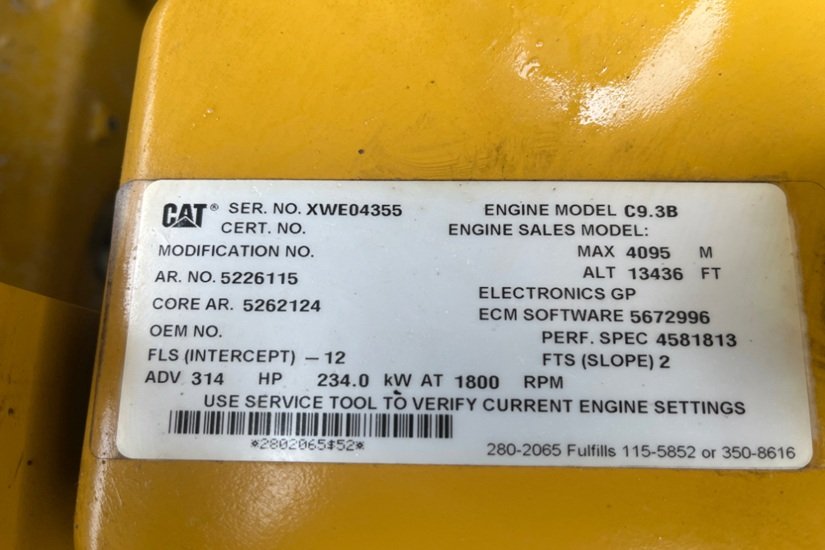 CAT® SER. NO. XWE04355 ENGINE MODEL C9.3B
CERT. NO. ENGINE SALES MODEL:
MODIFICATION NO. MAX 4095 M
AR. NO. 5226115 ALT 13436 FT
CORE AR. 5262124 ELECTRONICS GP
ECM SOFTWARE 5672996
OEM NO. PERF. SPEC 4581813
FLS (INTERCEPT) -12 FTS (SLOPE) 2
ADV 314 HP 234.0 kW AT 1800 RPM
USE SERVICE TOOL TO VERIFY CURRENT ENGINE SETTINGS
*2802065$52*
280-2065 Fulfills 115-5852 or 350-8616